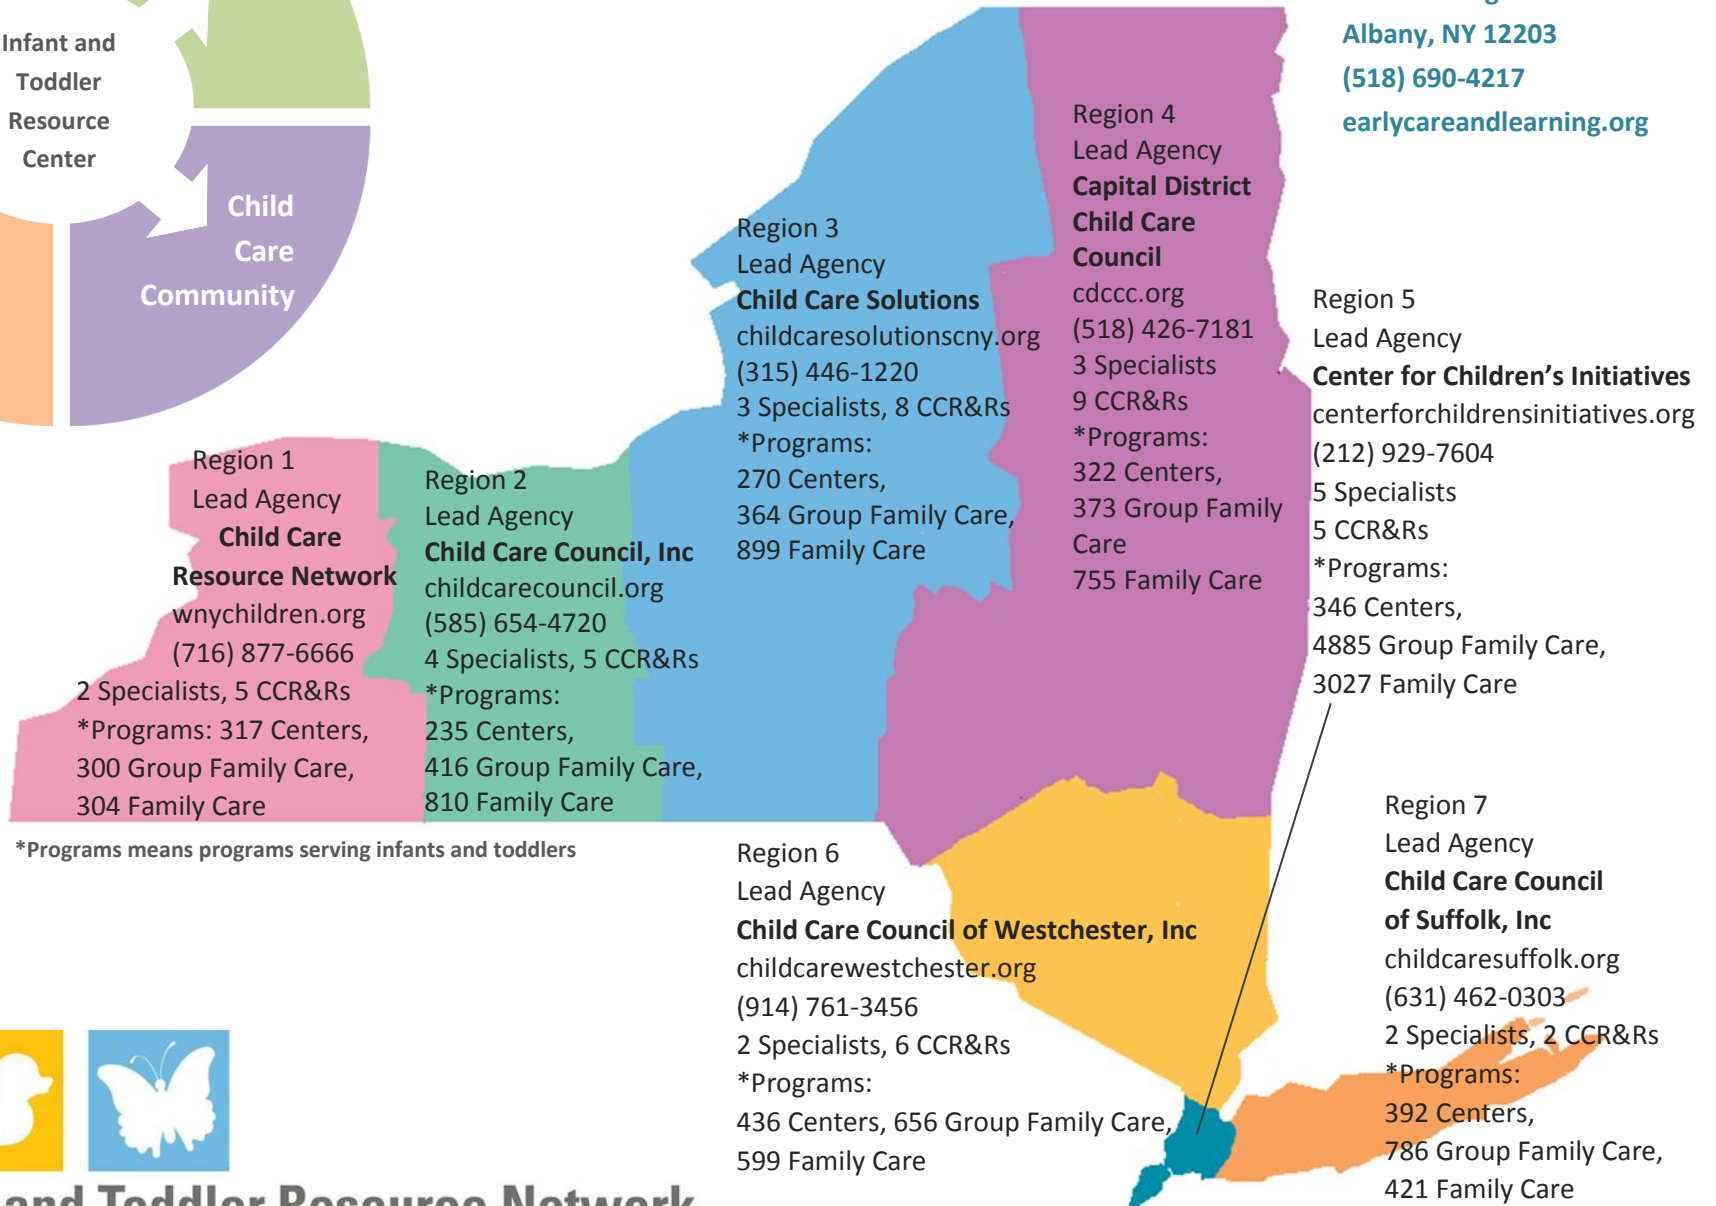 Infant and
Toddler
Resource
Center
Child
Care
Community
Albany, NY 12203
(518) 690-4217
earlycareandlearning.org
Region 1
Lead Agency
Child Care
Resource Network
wnychildren.org
(716) 877-6666
2 Specialists, 5 CCR&Rs
*Programs: 317 Centers,
300 Group Family Care,
304 Family Care
Region 2
Lead Agency
Child Care Council, Inc
childcarecouncil.org
(585) 654-4720
4 Specialists, 5 CCR&Rs
*Programs:
235 Centers,
416 Group Family Care,
810 Family Care
Region 3
Lead Agency
Child Care Solutions
childcaresolutionscny.org
(315) 446-1220
3 Specialists, 8 CCR&Rs
*Programs:
270 Centers,
364 Group Family Care,
899 Family Care
Region 4
Lead Agency
Capital District
Child Care
Council
cdccc.org
(518) 426-7181
3 Specialists
9 CCR&Rs
*Programs:
322 Centers,
373 Group Family
Care
755 Family Care
Region 5
Lead Agency
Center for Children’s Initiatives
centerforchildrensinitiatives.org
(212) 929-7604
5 Specialists
5 CCR&Rs
*Programs:
346 Centers,
4885 Group Family Care,
3027 Family Care
*Programs means programs serving infants and toddlers
Region 6
Lead Agency
Child Care Council of Westchester, Inc
childcarewestchester.org
(914) 761-3456
2 Specialists, 6 CCR&Rs
*Programs:
436 Centers, 656 Group Family Care,
599 Family Care
Region 7
Lead Agency
Child Care Council
of Suffolk, Inc
childcaresuffolk.org
(631) 462-0303
2 Specialists, 2 CCR&Rs
*Programs:
392 Centers,
786 Group Family Care,
421 Family Care
and Toddler Resource Network